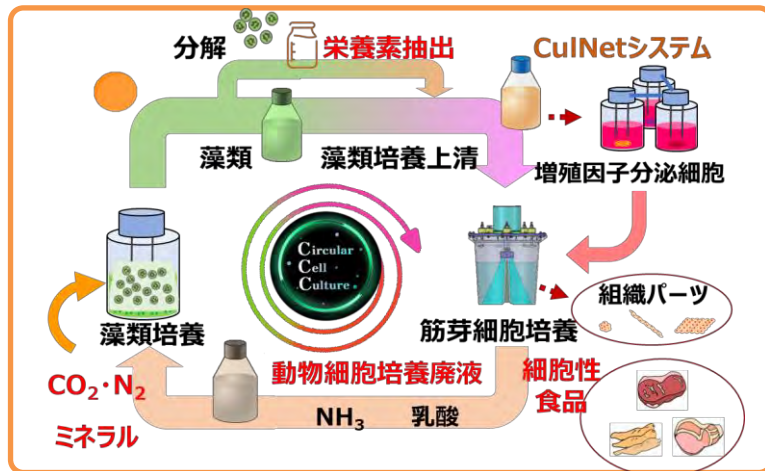 分解
栄養素抽出
CulNetシステム
藻類
藻類培養上清
増殖因子分泌細胞
Circular
Cell
Culture
藻類培養
筋芽細胞培養
組織パーツ
CO₂・N₂
ミネラル
動物細胞培養廃液
NH₃
乳酸
細胞性
食品